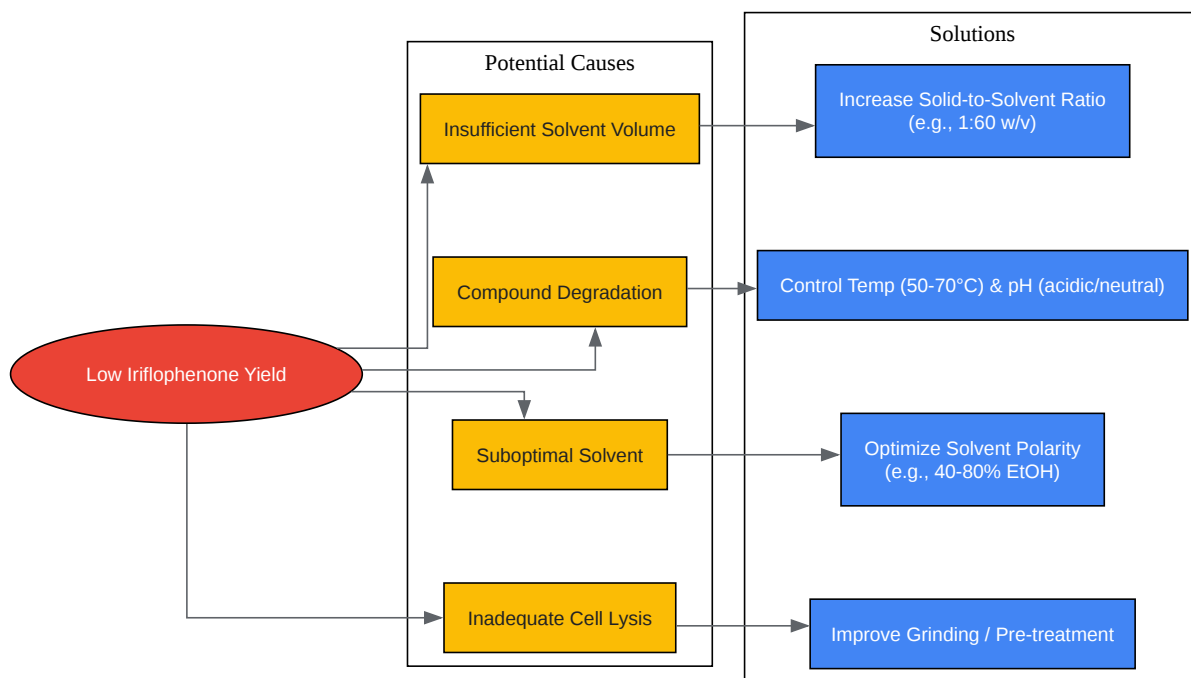 Solutions
Potential Causes
Increase Solid-to-Solvent Ratio
(e.g., 1:60 w/v)
Insufficient Solvent Volume
Control Temp (50-70°C) & pH (acidic/neutral)
Compound Degradation
Low Iriflophenone Yield
Optimize Solvent Polarity
(e.g., 40-80% EtOH)
Suboptimal Solvent
Inadequate Cell Lysis
Improve Grinding / Pre-treatment